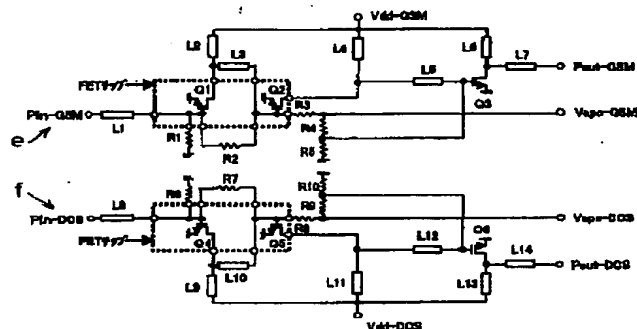 Vdd-GSM
L2
L3
L4
L6
L7
Pout-GSM
FETチップ
Q1
Q2
L5
Q3
e
Pin-GSM
L1
R3
Vapc-GSM
R1
R4
R2
R5
f
R6
R7
R10
R9
Pin-DCS
L8
Vapc-DCS
FETチップ
Q4
Q5
R8
L12
Q6
L10
L14
Pout-DCS
L9
L11
L13
Vdd-DCS